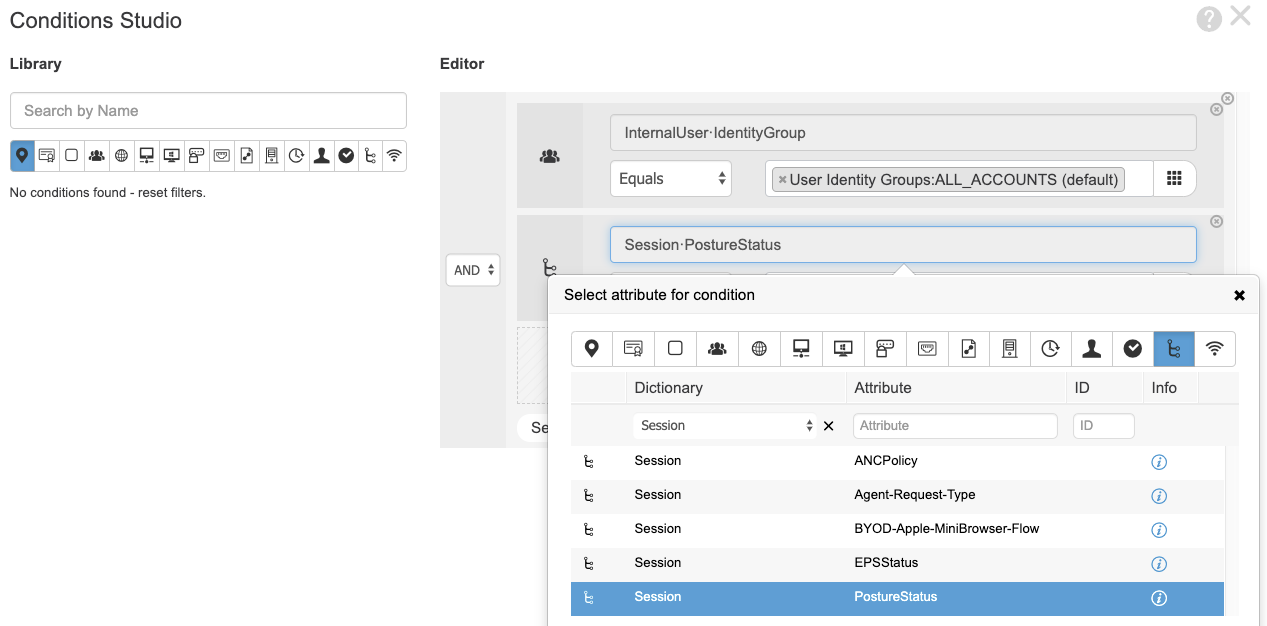 Conditions Studio
Library
Editor
Search by Name
No conditions found - reset filters.
AND
InternalUser·IdentityGroup
Equals
× User Identity Groups:ALL_ACCOUNTS (default)
Session·PostureStatus
Se
Select attribute for condition
Dictionary Attribute ID Info
Session Attribute ID
Session ANCPolicy
Session Agent-Request-Type
Session BYOD-Apple-MiniBrowser-Flow
Session EPSStatus
Session PostureStatus